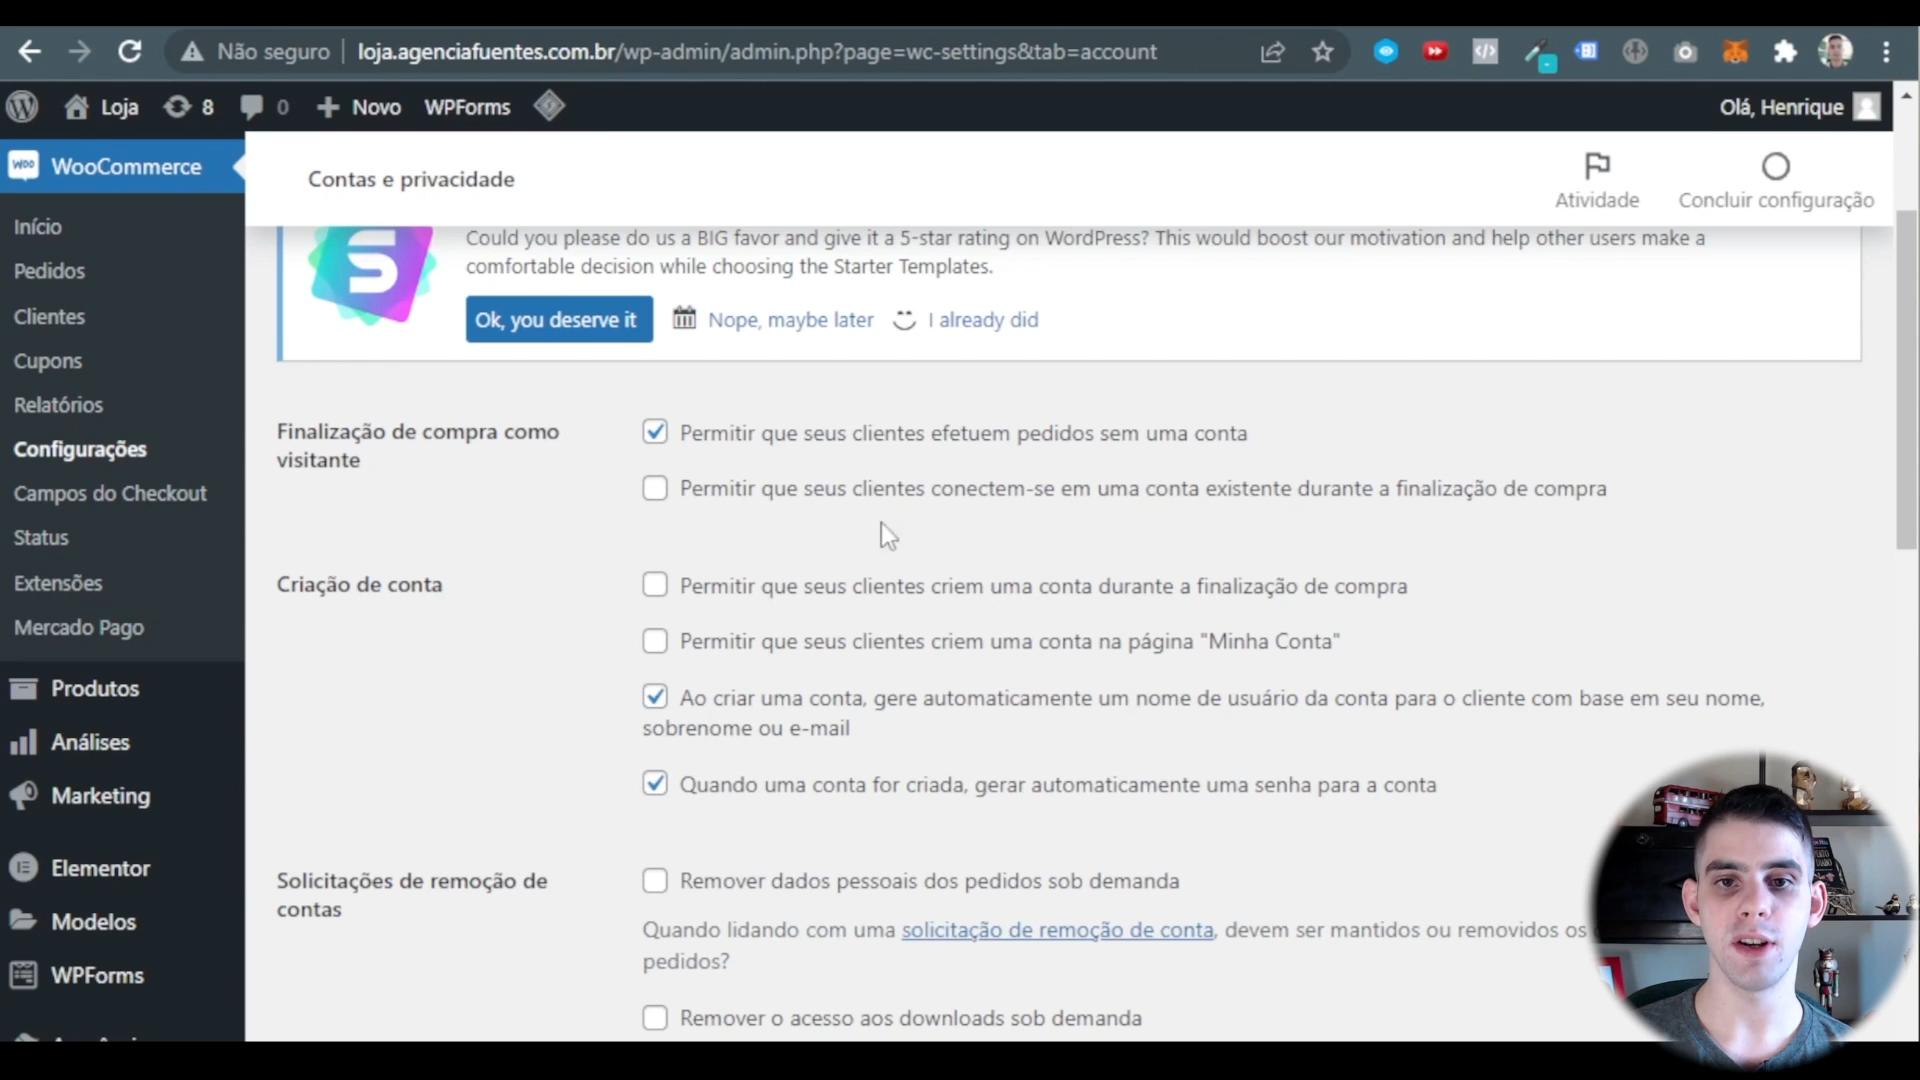 Não seguro
loja.agenciafuentes.com.br/wp-admin/admin.php?page=wc-settings&tab=account
Loja
8
0
Novo
WPForms
Olá, Henrique
WooCommerce
Início
Pedidos
Clientes
Cupons
Relatórios
Configurações
Campos do Checkout
Status
Extensões
Mercado Pago
Produtos
Análises
Marketing
Elementor
Modelos
WPForms
Contas e privacidade
Atividade
Concluir configuração
Could you please do us a BIG favor and give it a 5-star rating on WordPress? This would boost our motivation and help other users make a
comfortable decision while choosing the Starter Templates.
Ok, you deserve it
Nope, maybe later
I already did
Finalização de compra como
visitante
Permitir que seus clientes efetuem pedidos sem uma conta
Permitir que seus clientes conectem-se em uma conta existente durante a finalização de compra
Criação de conta
Permitir que seus clientes criem uma conta durante a finalização de compra
Permitir que seus clientes criem uma conta na página "Minha Conta"
Ao criar uma conta, gere automaticamente um nome de usuário da conta para o cliente com base em seu nome,
sobrenome ou e-mail
Quando uma conta for criada, gerar automaticamente uma senha para a conta
Solicitações de remoção de
contas
Remover dados pessoais dos pedidos sob demanda
Quando lidando com uma solicitação de remoção de conta, devem ser mantidos ou removidos os
pedidos?
Remover o acesso aos downloads sob demanda